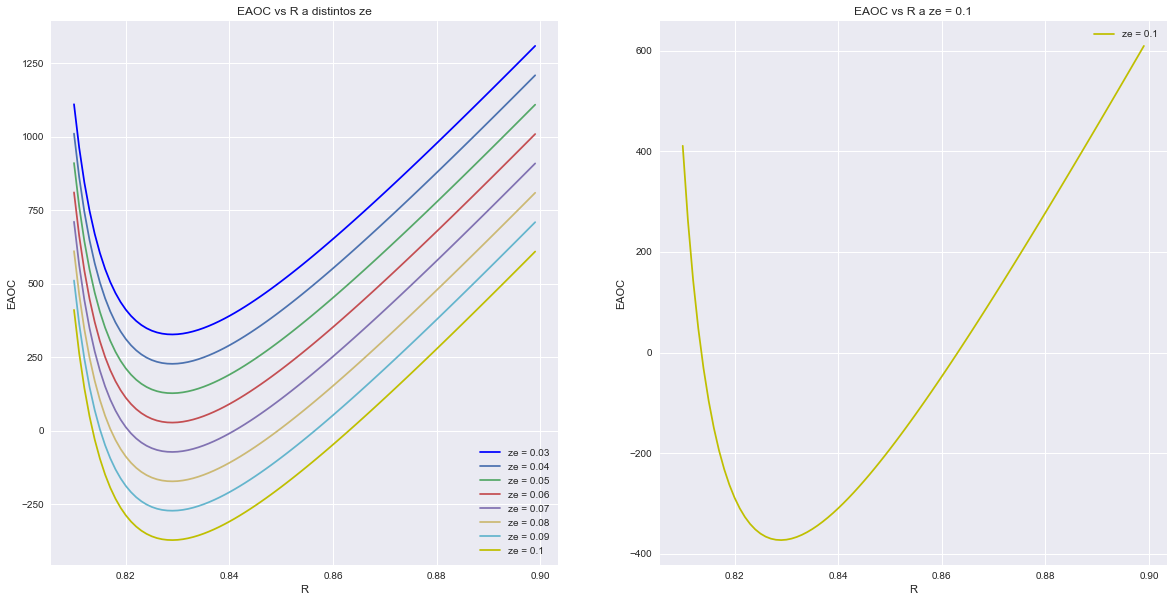 EAOC vs R a distintos ze
1250
1000
750
500
250
0
−250
EAOC
0.82
0.84
0.86
0.88
0.90
R
ze = 0.03
ze = 0.04
ze = 0.05
ze = 0.06
ze = 0.07
ze = 0.08
ze = 0.09
ze = 0.1
EAOC vs R a ze = 0.1
ze = 0.1
600
400
200
0
−200
−400
EAOC
0.82
0.84
0.86
0.88
0.90
R